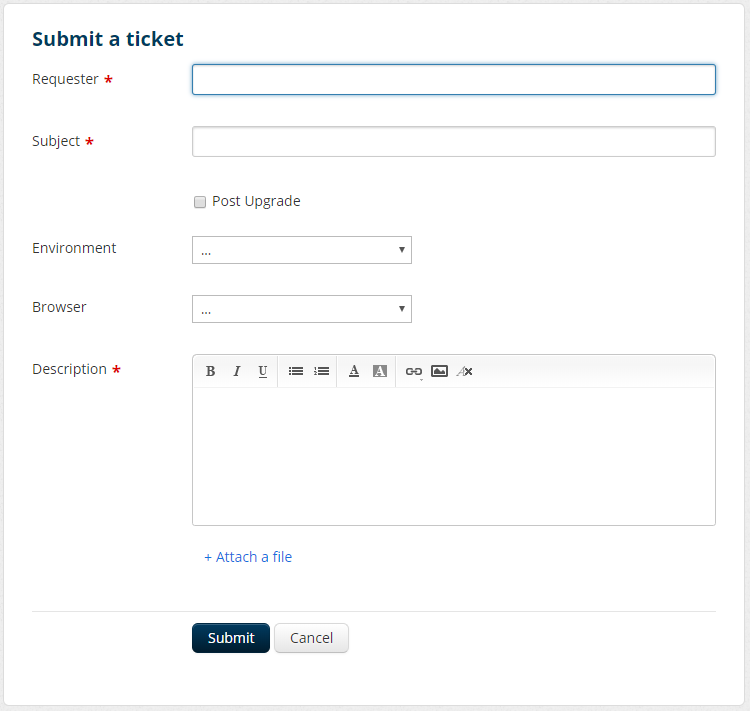 Submit a ticket
Requester *
Subject *
Post Upgrade
Environment ...
Browser ...
Description *
B I U A A
+ Attach a file
Submit Cancel